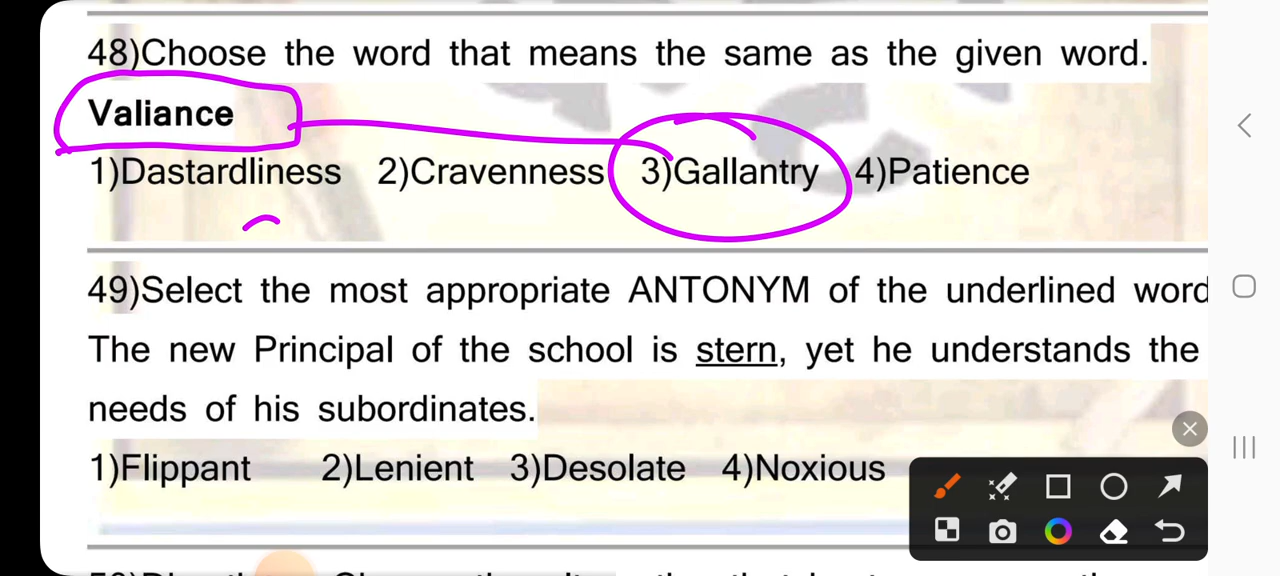 48)Choose the word that means the same as the given word.
Valiance
1)Dastardliness 2)Cravenness 3)Gallantry 4)Patience
49)Select the most appropriate ANTONYM of the underlined word
The new Principal of the school is stern, yet he understands the
needs of his subordinates.
1)Flippant 2)Lenient 3)Desolate 4)Noxious